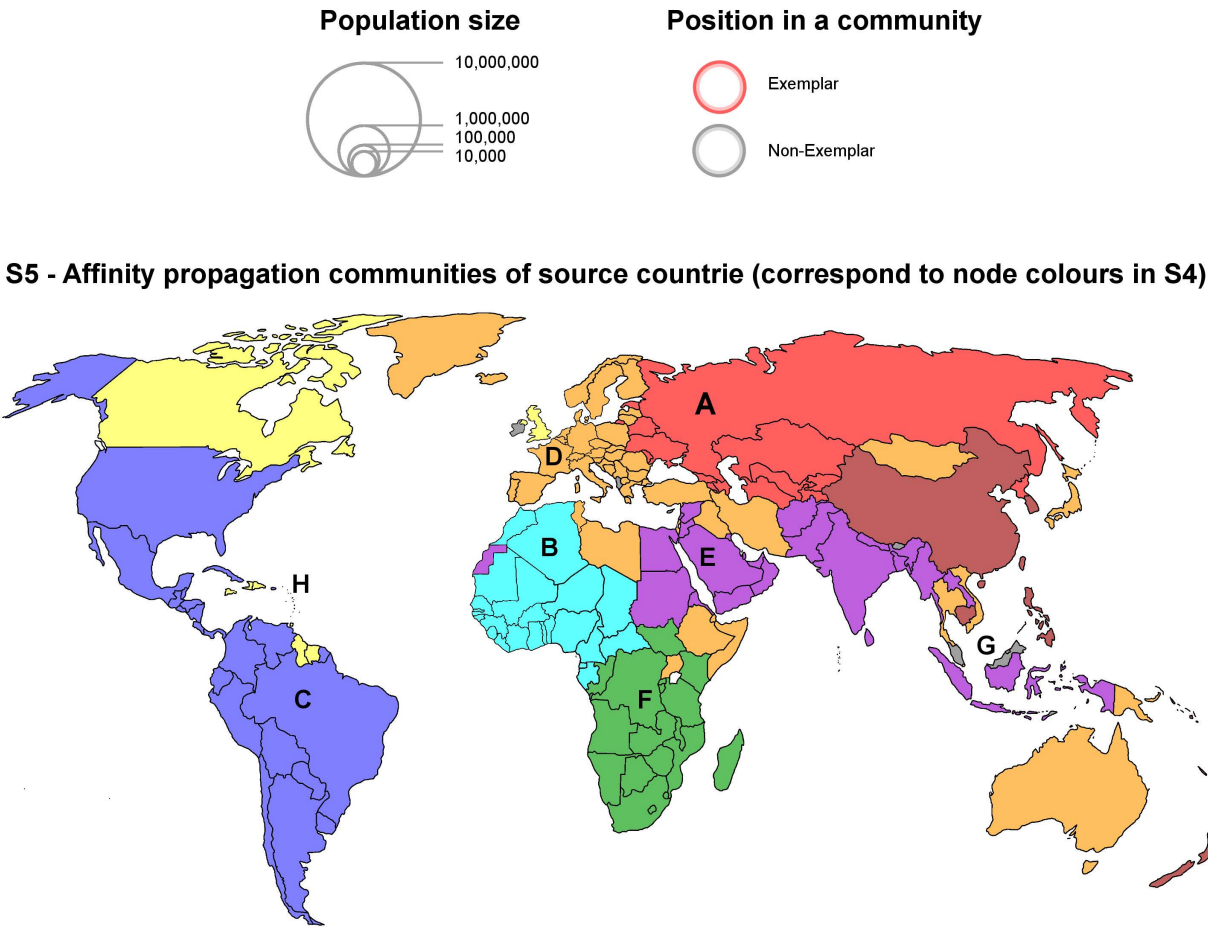 Population size
Position in a community
10,000,000
1,000,000
100,000
10,000
Exemplar
Non-Exemplar
S5 - Affinity propagation communities of source countrie (correspond to node colours in S4)
A
D
B
E
H
G
C
F